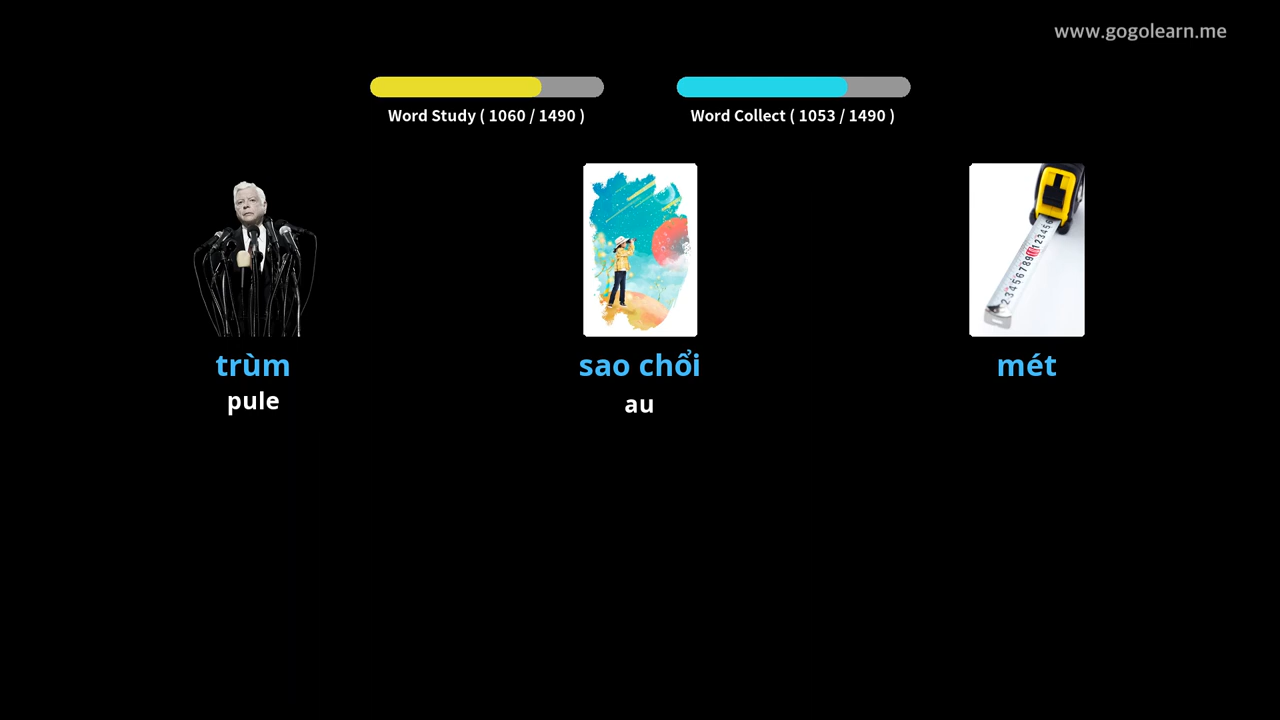 www.gogolearn.me
Word Study ( 1060 / 1490 )
Word Collect ( 1053 / 1490 )
trùm
sao chổi
mét
pule
au